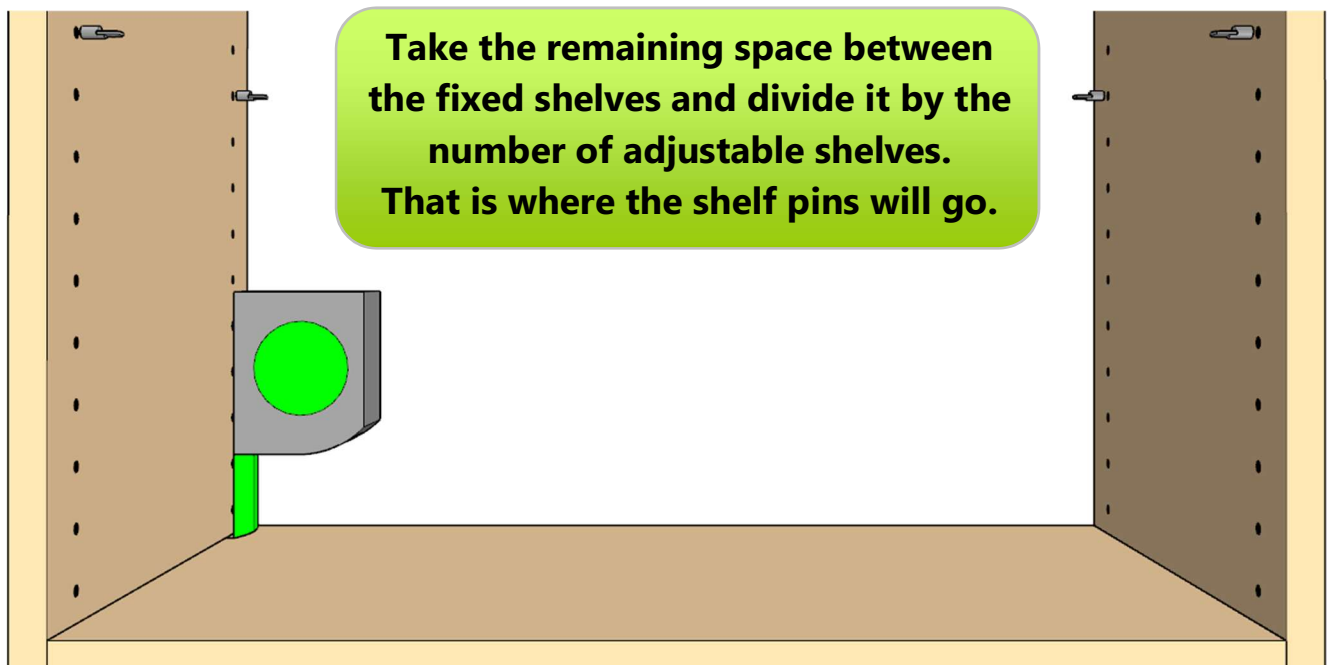 Take the remaining space between
the fixed shelves and divide it by the
number of adjustable shelves.
That is where the shelf pins will go.